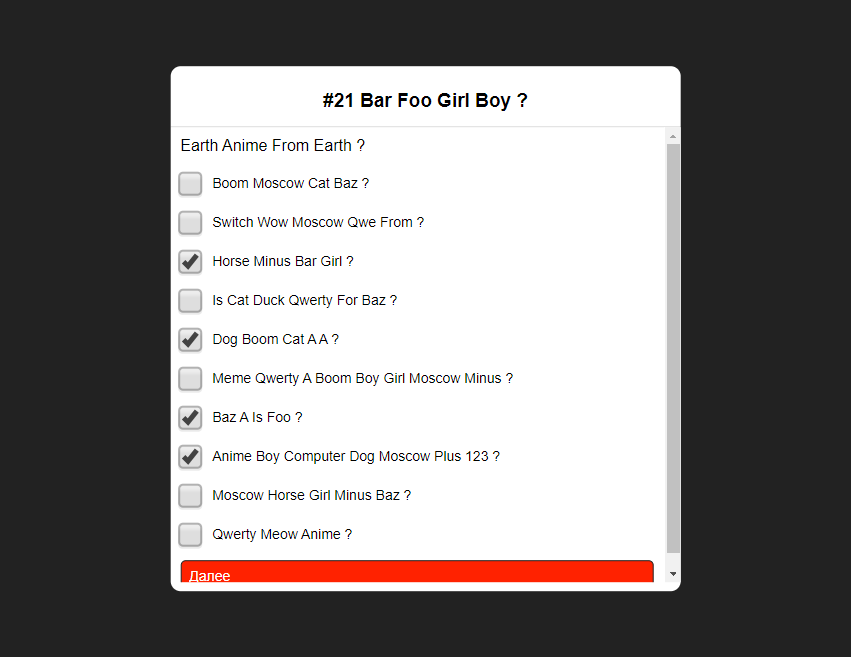 #21 Bar Foo Girl Boy ?
Earth Anime From Earth ?
Boom Moscow Cat Baz ?
Switch Wow Moscow Qwe From ?
Horse Minus Bar Girl ?
Is Cat Duck Qwerty For Baz ?
Dog Boom Cat A A ?
Meme Qwerty A Boom Boy Girl Moscow Minus ?
Baz A Is Foo ?
Anime Boy Computer Dog Moscow Plus 123 ?
Moscow Horse Girl Minus Baz ?
Qwerty Meow Anime ?
Далее